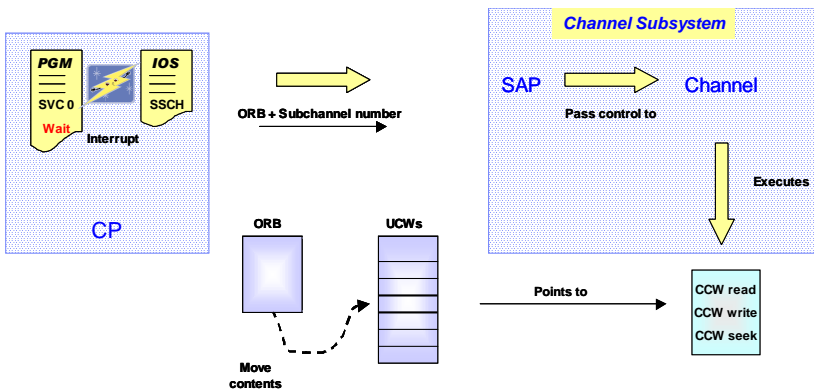 Channel Subsystem
PGM
IOS
SVC 0
SSCH
Wait
Interrupt
CP
ORB + Subchannel number
SAP
Channel
Pass control to
Executes
ORB
UCWs
Move
contents
Points to
CCW read
CCW write
CCW seek